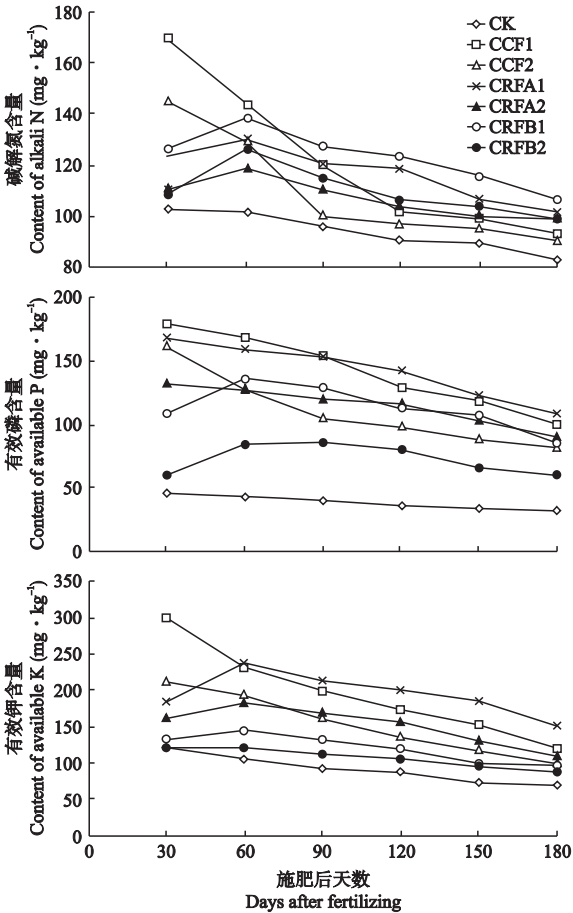 碱解氮含量
Content of alkali N (mg・kg⁻¹)
180
160
140
120
100
80
CK
CCF1
CCF2
CRFA1
CRFA2
CRFB1
CRFB2
有效磷含量
Content of available P (mg・kg⁻¹)
200
150
100
50
0
有效钾含量
Content of available K (mg・kg⁻¹)
350
300
250
200
150
100
50
0
0
30
60
90
120
150
180
施肥后天数
Days after fertilizing